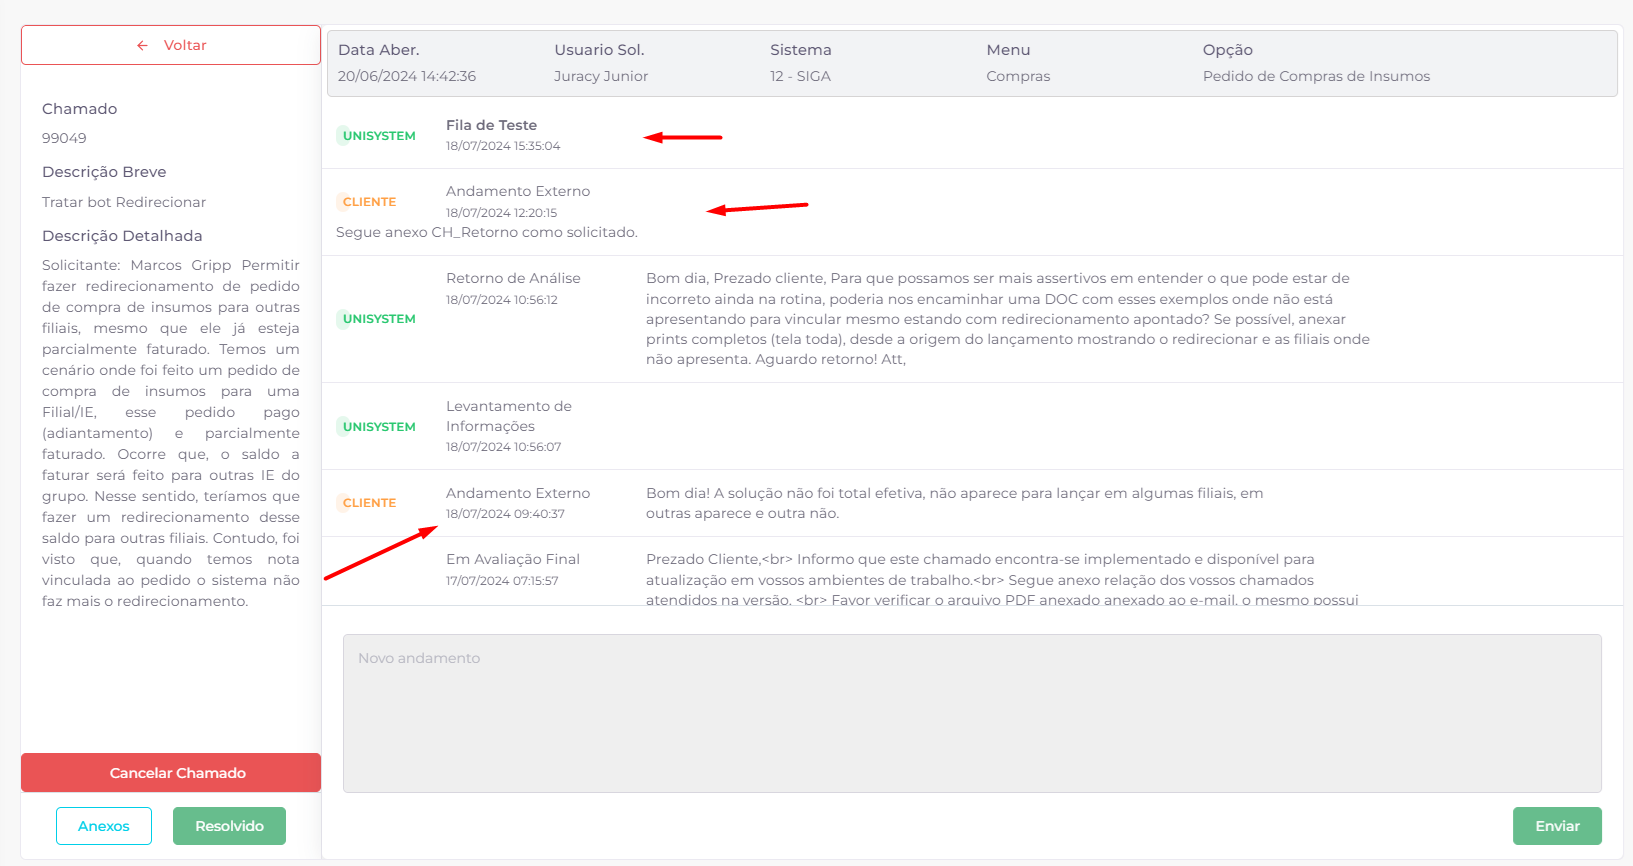 ← Voltar
Chamado
99049
Descrição Breve
Tratar bot Redirecionar
Descrição Detalhada
Solicitante: Marcos Gripp Permitir
fazer redirecionamento de pedido
de compra de insumos para outras
filiais, mesmo que ele já esteja
parcialmente faturado. Temos um
cenário onde foi feito um pedido de
compra de insumos para uma
Filial/IE, esse pedido pago
(adiantamento) e parcialmente
faturado. Ocorre que, o saldo a
faturar será feito para outras IE do
grupo. Nesse sentido, teríamos que
fazer um redirecionamento desse
saldo para outras filiais. Contudo, foi
visto que, quando temos nota
vinculada ao pedido o sistema não
faz mais o redirecionamento.
Cancelar Chamado
Anexos
Resolvido
Data Aber.
20/06/2024 14:42:36
Usuario Sol.
Juracy Junior
Sistema
12 - SIGA
Menu
Compras
Opção
Pedido de Compras de Insumos
UNISYSTEM
Fila de Teste
18/07/2024 15:35:04
CLIENTE
Andamento Externo
18/07/2024 12:20:15
Segue anexo CH_Retorno como solicitado.
UNISYSTEM
Retorno de Análise
18/07/2024 10:56:12
Bom dia, Prezado cliente, Para que possamos ser mais assertivos em entender o que pode estar de
incorreto ainda na rotina, poderia nos encaminhar uma DOC com esses exemplos onde não está
apresentando para vincular mesmo estando com redirecionamento apontado? Se possível, anexar
prints completos (tela toda), desde a origem do lançamento mostrando o redirecionar e as filiais onde
não apresenta. Aguardo retorno! Att,
UNISYSTEM
Levantamento de
Informações
18/07/2024 10:56:07
CLIENTE
Andamento Externo
18/07/2024 09:40:37
Bom dia! A solução não foi total efetiva, não aparece para lançar em algumas filiais, em
outras aparece e outra não.
Em Avaliação Final
17/07/2024 07:15:57
Prezado Cliente,<br> Informo que este chamado encontra-se implementado e disponível para
atualização em vossos ambientes de trabalho.<br> Segue anexo relação dos vossos chamados
atendidos na versão. <br> Favor verificar o arquivo PDF anexado anexado ao e-mail, o mesmo possui
Novo andamento
Enviar